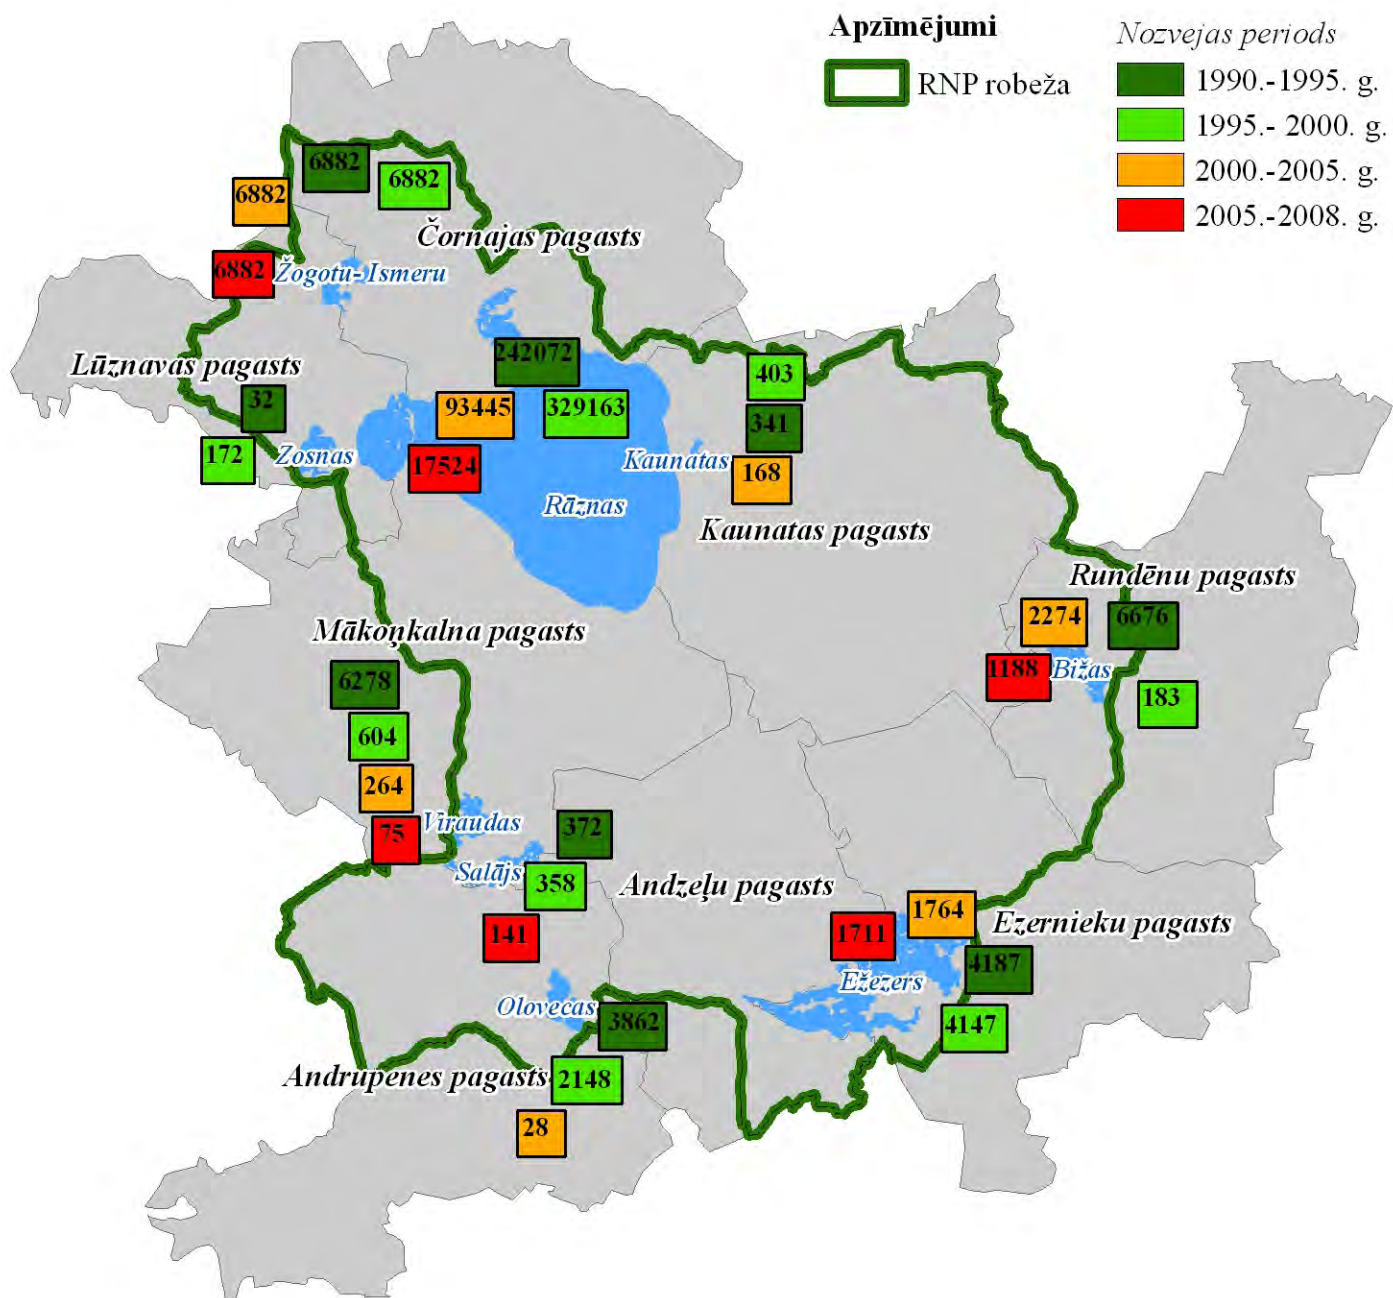 Apzīmējumi
RNP robeža
Nozvejas periods
1990.-1995. g.
1995.- 2000. g.
2000.-2005. g.
2005.-2008. g.
6882
6882
6882
Čornajas pagasts
6882
Žogotu-Ismeru
242072
Lūznavas pagasts
403
32
93445
329163
341
172
Zosnas
17524
Kaunatas
168
Rāznas
Kaunatas pagasts
Rundēnu pagasts
2274
6676
Mākoņkalna pagasts
1188
Bižas
6278
183
604
264
Viraudas
75
372
Salājs
358
Andzeļu pagasts
1764
Ezernieku pagasts
141
1711
4187
Ežezers
Olovecas
3862
4147
Andrupenes pagasts
2148
28